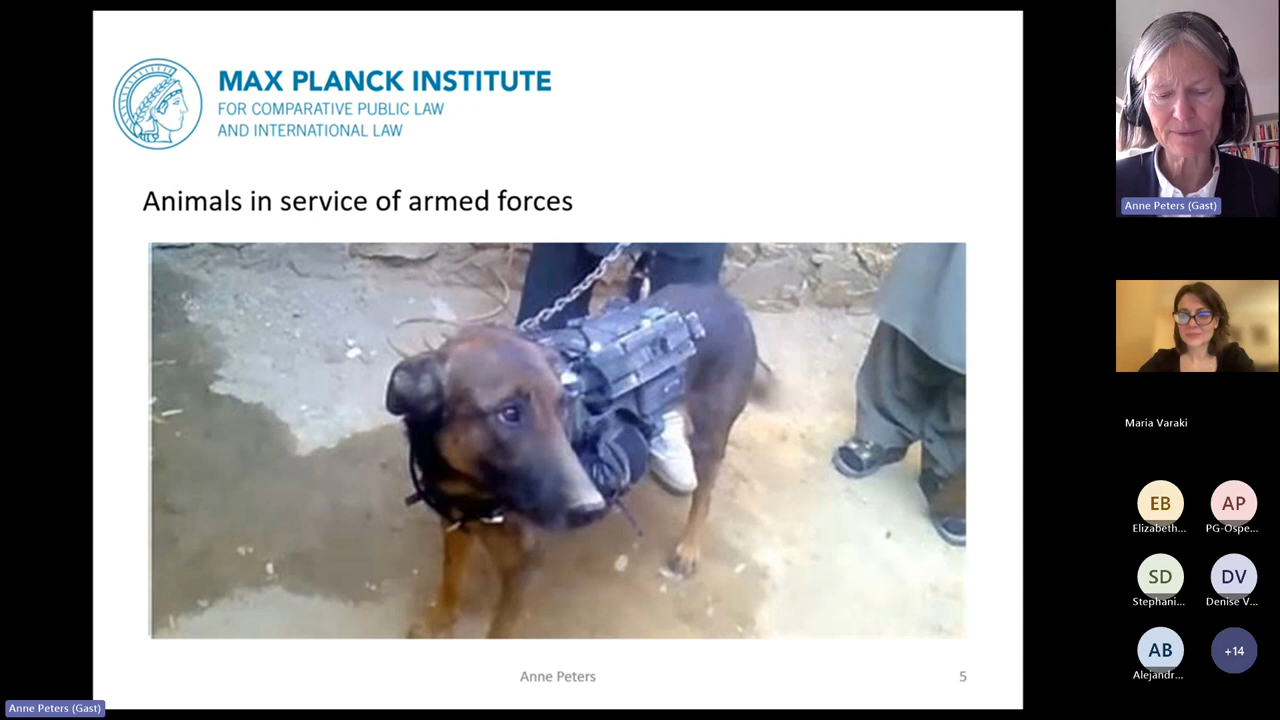 MAX PLANCK INSTITUTE
FOR COMPARATIVE PUBLIC LAW
AND INTERNATIONAL LAW
Animals in service of armed forces
Anne Peters
5
Anne Peters (Gast)
Anne Peters (Gast)
Maria Varaki
EB
AP
Elizabeth...
PG-Ospe...
SD
DV
Stephani...
Denise V...
AB
+14
Alejandr...